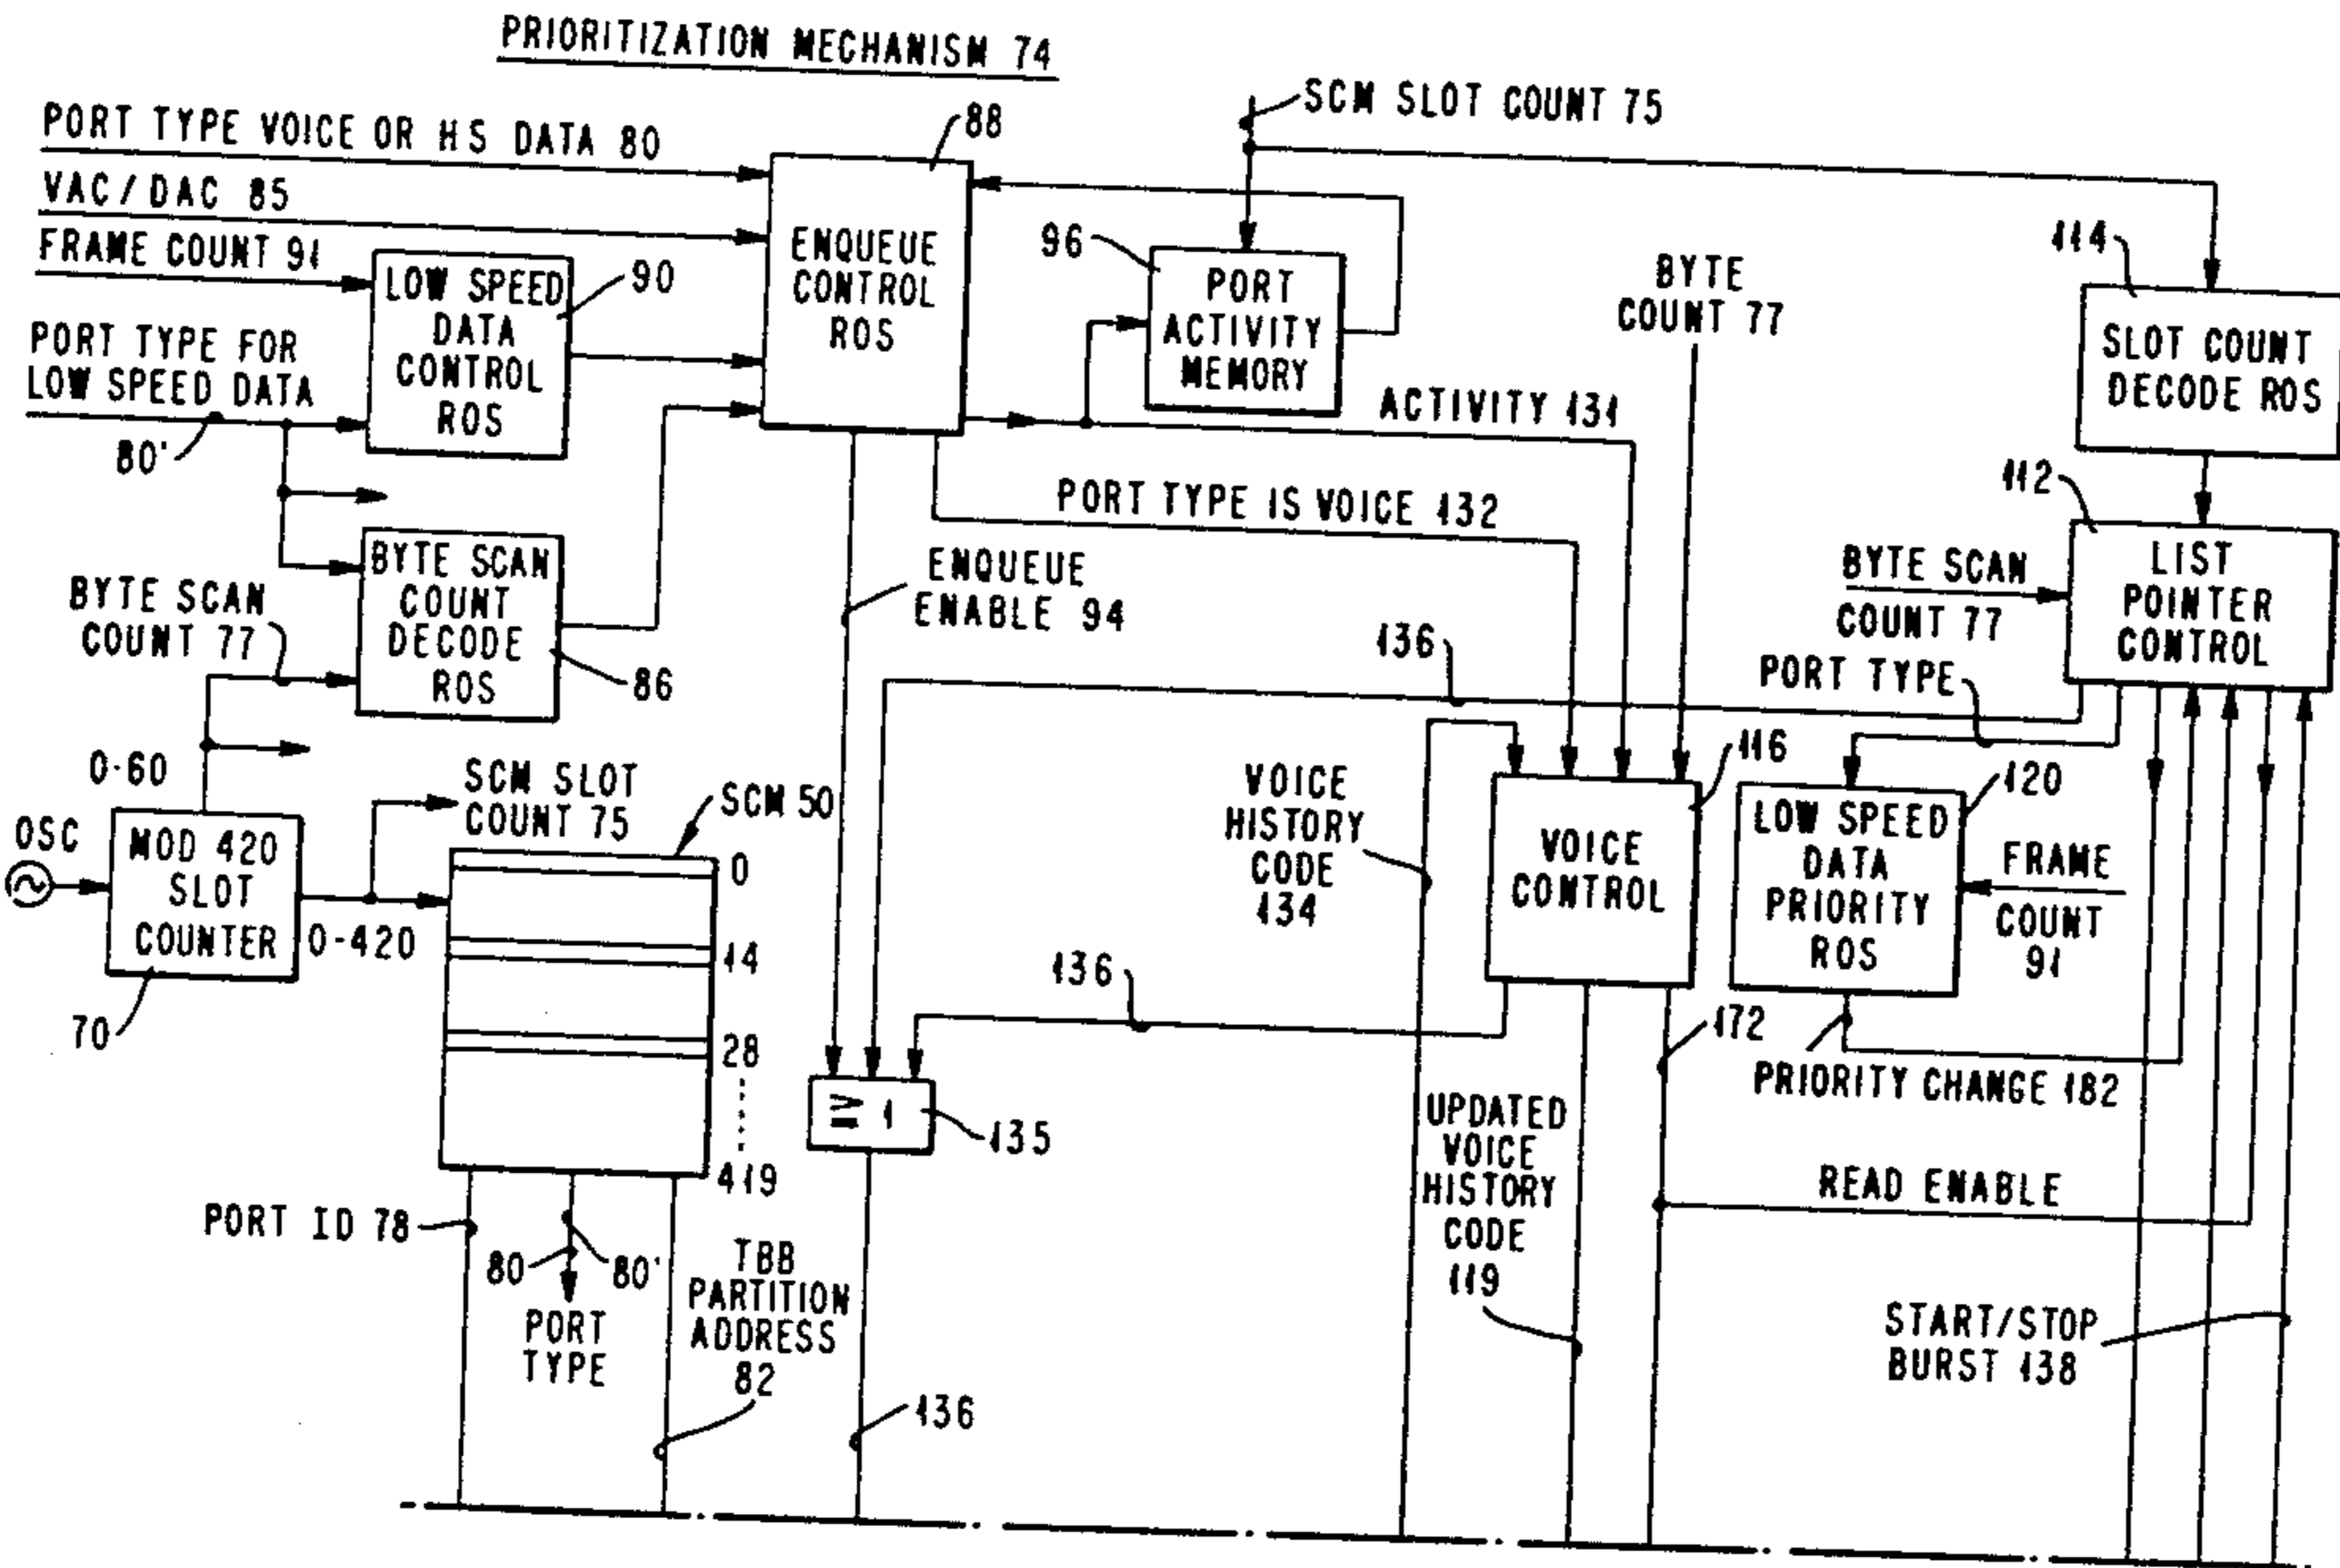 PRIORITIZATION MECHANISM 74
PORT TYPE VOICE OR HS DATA 80
VAC/DAC 85
FRAME COUNT 91
PORT TYPE FOR
LOW SPEED DATA
80'
LOW SPEED
DATA
CONTROL
ROS
90
88
ENQUEUE
CONTROL
ROS
SCM SLOT COUNT 75
96
PORT
ACTIVITY
MEMORY
ACTIVITY 131
BYTE
COUNT 77
114
SLOT COUNT
DECODE ROS
112
LIST
POINTER
CONTROL
BYTE SCAN
COUNT 77
PORT TYPE
PORT TYPE IS VOICE 132
ENQUEUE
ENABLE 94
136
BYTE SCAN
COUNT 77
BYTE SCAN
COUNT
DECODE
ROS
86
0-60
OSC
MOD 420
SLOT
COUNTER
70
0-420
SCM SLOT
COUNT 75
SCM 50
0
14
28
419
VOICE
HISTORY
CODE
134
116
VOICE
CONTROL
120
LOW SPEED
DATA
PRIORITY
ROS
FRAME
COUNT
91
136
172
PRIORITY CHANGE 182
≥ 1
135
UPDATED
VOICE
HISTORY
CODE
119
READ ENABLE
PORT ID 78
80
80'
PORT
TYPE
TBB
PARTITION
ADDRESS
82
136
START/STOP
BURST 138